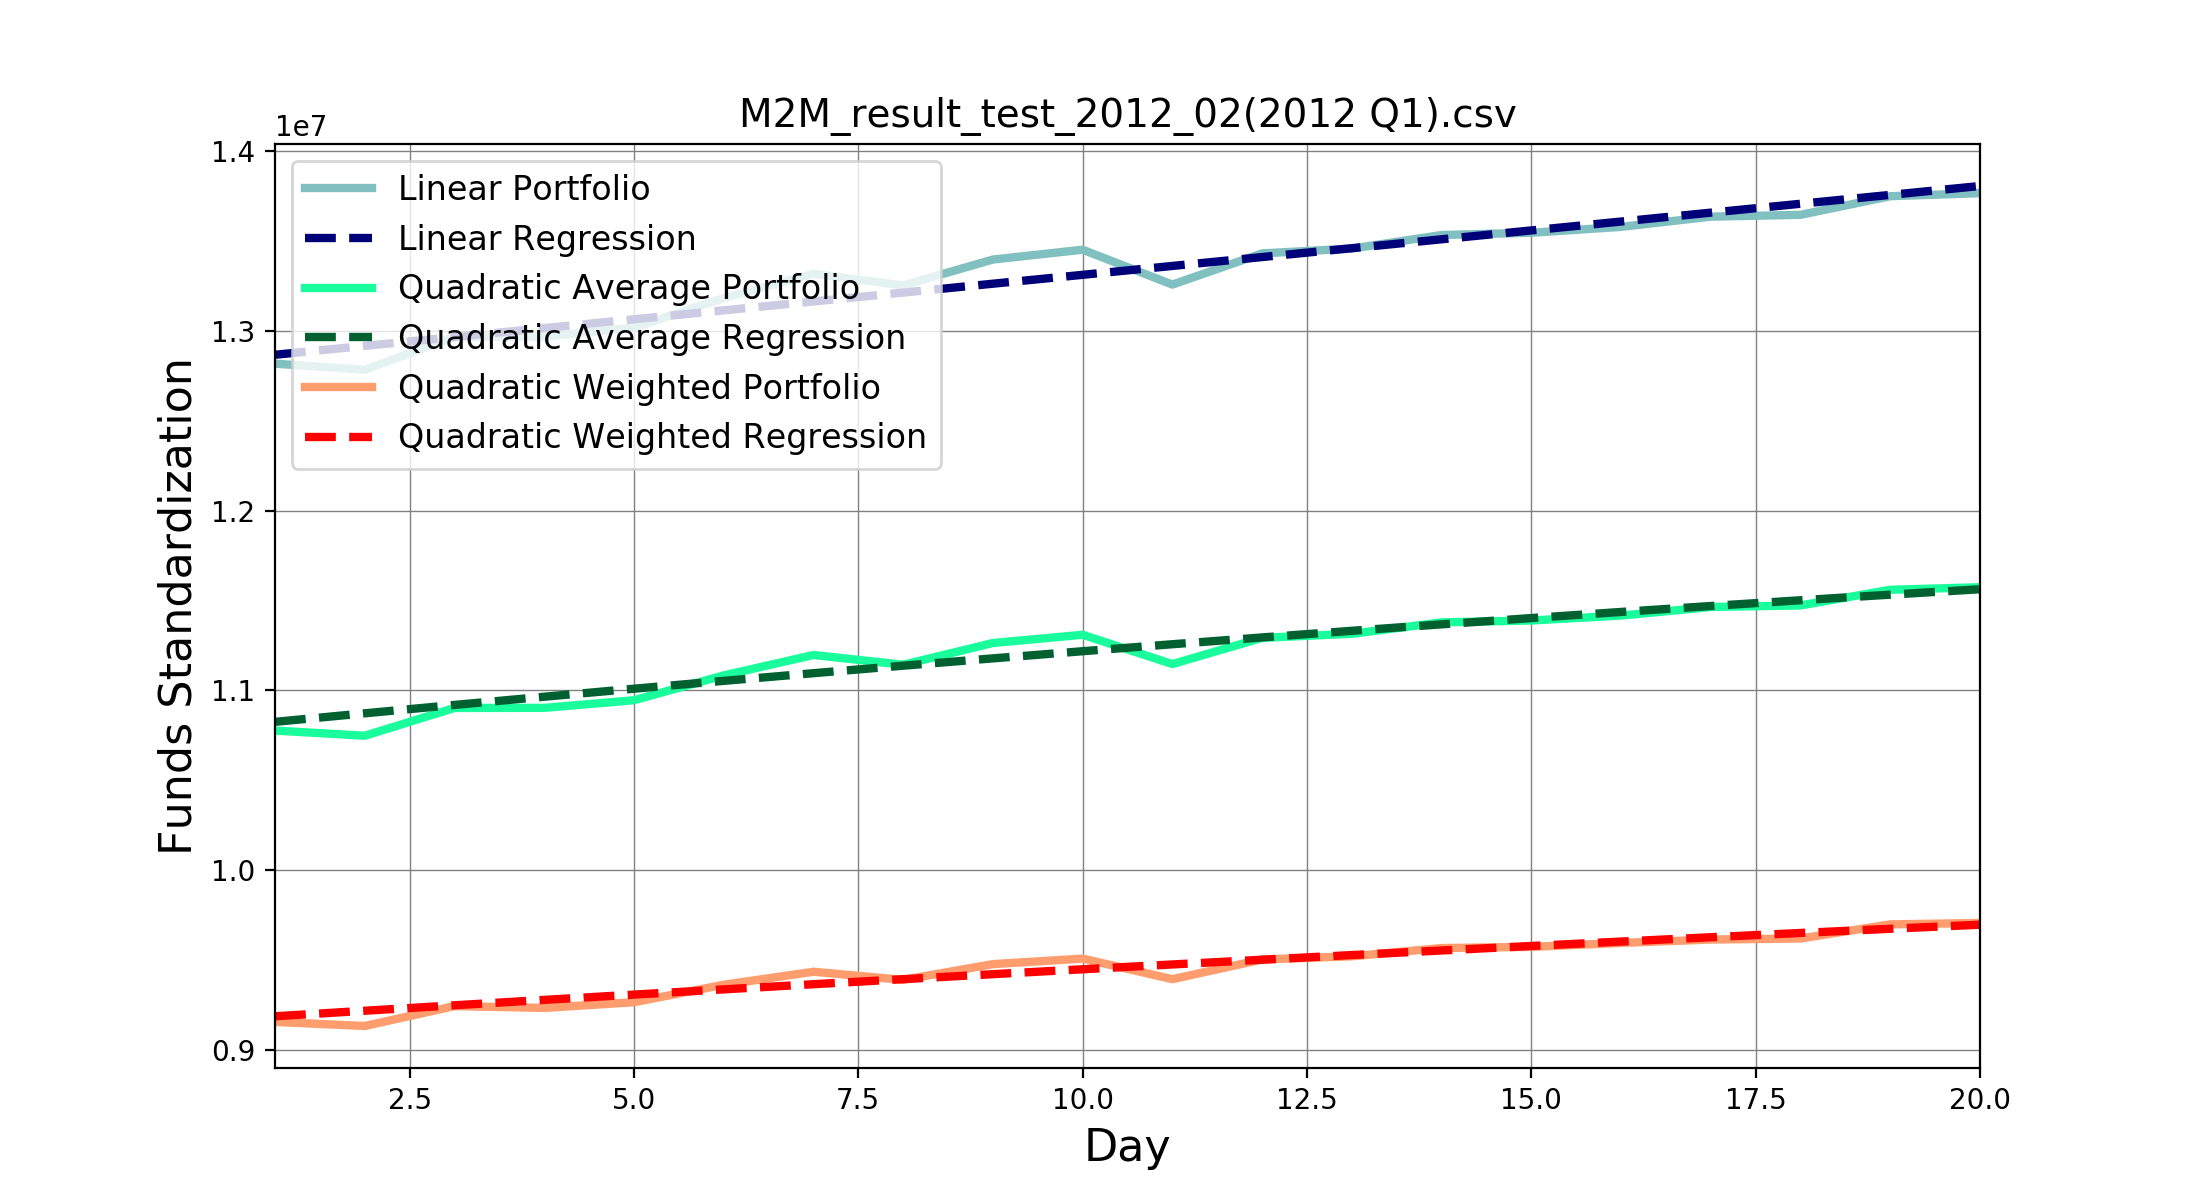 M2M_result_test_2012_02(2012 Q1).csv
1e7
1.4
1.3
1.2
1.1
1.0
0.9
Funds Standardization
Linear Portfolio
Linear Regression
Quadratic Average Portfolio
Quadratic Average Regression
Quadratic Weighted Portfolio
Quadratic Weighted Regression
2.5 5.0 7.5 10.0 12.5 15.0 17.5 20.0
Day